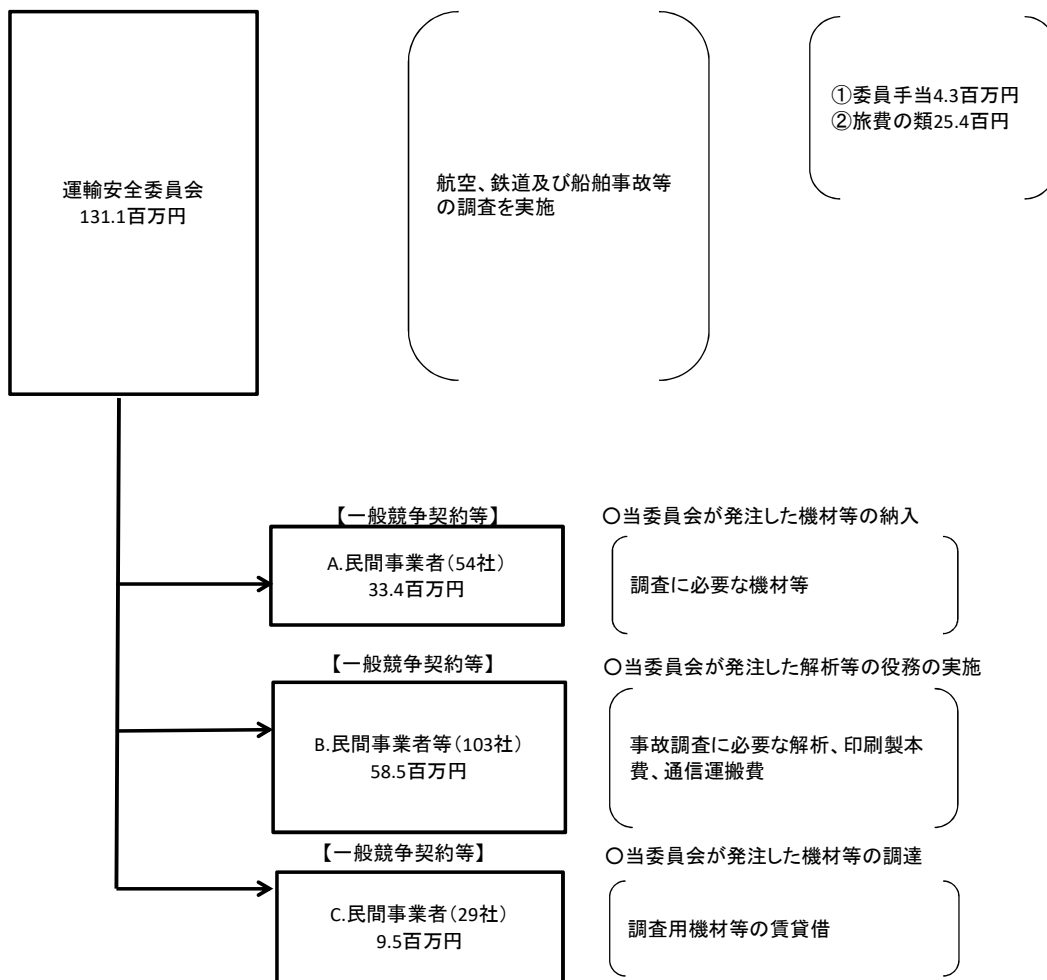 運輸安全委員会
131.1百万円
航空、鉄道及び船舶事故等
の調査を実施
①委員手当4.3百万円
②旅費の類25.4百円
【一般競争契約等】
○当委員会が発注した機材等の納入
A.民間事業者(54社)
33.4百万円
調査に必要な機材等
【一般競争契約等】
○当委員会が発注した解析等の役務の実施
B.民間事業者等(103社)
58.5百万円
事故調査に必要な解析、印刷製本
費、通信運搬費
【一般競争契約等】
○当委員会が発注した機材等の調達
C.民間事業者(29社)
9.5百万円
調査用機材等の賃貸借